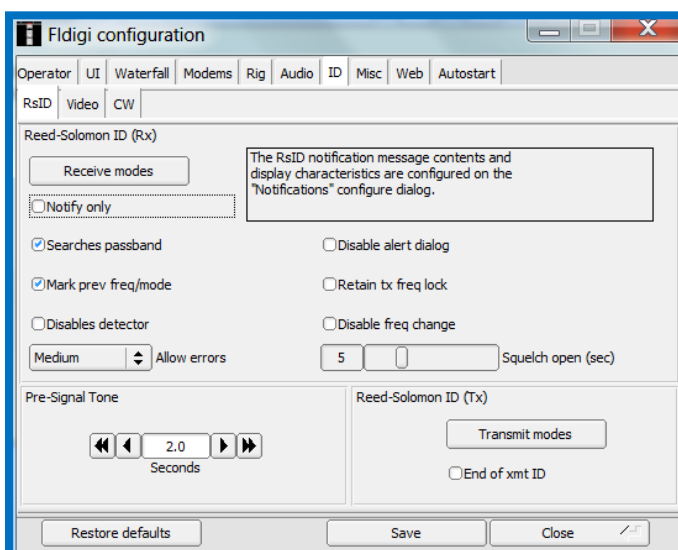 Fldigi configuration
Operator UI Waterfall Modems Rig Audio ID Misc Web Autostart
RsID Video CW
Reed-Solomon ID (Rx)
Receive modes
The RsID notification message contents and
display characteristics are configured on the
"Notifications" configure dialog.
Notify only
Searches passband
Disable alert dialog
Mark prev freq/mode
Retain tx freq lock
Disables detector
Disable freq change
Medium Allow errors
5 Squelch open (sec)
Pre-Signal Tone
2.0
Seconds
Reed-Solomon ID (Tx)
Transmit modes
End of xmt ID
Restore defaults
Save
Close